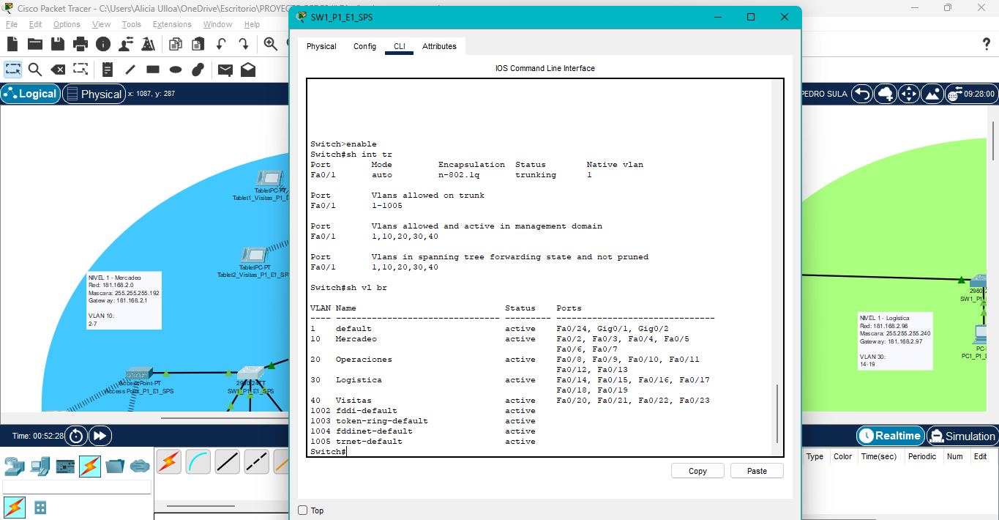 Cisco Packet Tracer - C:\Users\Alicia Ulloa\OneDrive\Escritorio\PROYEC
File Edit Options View Tools Extensions Window Help
Logical
Physical
x: 1087, y: 287
TabletPC-PT
Tablet1_Visitas_P1_E
TabletPC-PT
Tablet2_Visitas_P1_E1_SP
NIVEL 1 - Mercadeo
Red: 181.168.2.0
Mascara: 255.255.255.192
Gateway: 181.168.2.1
VLAN 10:
2-7
AccessPoint-PT
Access Point_P1_E1_SPS
2960-24TT
SW1_P1_E1_SPS
Time: 00:52:28
SW1_P1_E1_SPS
Physical Config CLI Attributes
IOS Command Line Interface
Switch>enable
Switch#sh int tr
Port Mode Encapsulation Status Native vlan
Fa0/1 auto n-802.1q trunking 1
Port Vlans allowed on trunk
Fa0/1 1-1005
Port Vlans allowed and active in management domain
Fa0/1 1,10,20,30,40
Port Vlans in spanning tree forwarding state and not pruned
Fa0/1 1,10,20,30,40
Switch#sh vl br
VLAN Name Status Ports
---- -------------------------------- --------- -------------------------------
1 default active Fa0/24, Gig0/1, Gig0/2
10 Mercadeo active Fa0/2, Fa0/3, Fa0/4, Fa0/5
Fa0/6, Fa0/7
20 Operaciones active Fa0/8, Fa0/9, Fa0/10, Fa0/11
Fa0/12, Fa0/13
30 Logistica active Fa0/14, Fa0/15, Fa0/16, Fa0/17
Fa0/18, Fa0/19
40 Visitas active Fa0/20, Fa0/21, Fa0/22, Fa0/23
1002 fddi-default active
1003 token-ring-default active
1004 fddinet-default active
1005 trnet-default active
Switch#
Copy Paste
Top
PEDRO SULA
09:28:00
2960-
SW1_P1_
NIVEL 1 - Logistica
Red: 181.168.2.96
Mascara: 255.255.255.240
Gateway: 181.168.2.97
VLAN 30:
14-19
PC-
PC1_P1_E
Realtime
Simulation
Type Color Time(sec) Periodic Num Edit